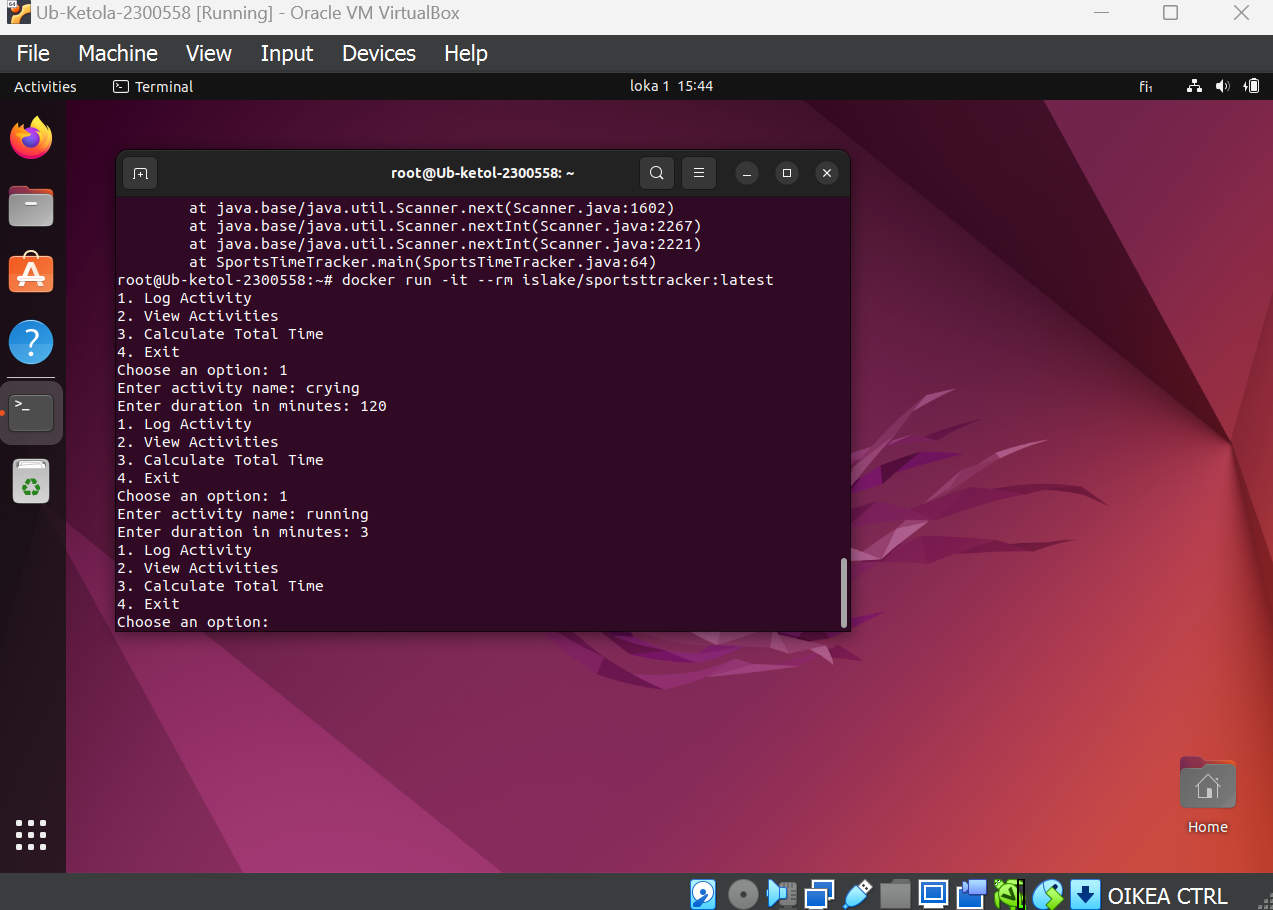 Ub-Ketola-2300558 [Running] - Oracle VM VirtualBox
File Machine View Input Devices Help
Activities Terminal loka 1 15:44 fi₁
root@Ub-ketol-2300558: ~
at java.base/java.util.Scanner.next(Scanner.java:1602)
at java.base/java.util.Scanner.nextInt(Scanner.java:2267)
at java.base/java.util.Scanner.nextInt(Scanner.java:2221)
at SportsTimeTracker.main(SportsTimeTracker.java:64)
root@Ub-ketol-2300558:~# docker run -it --rm islake/sportsttracker:latest
1. Log Activity
2. View Activities
3. Calculate Total Time
4. Exit
Choose an option: 1
Enter activity name: crying
Enter duration in minutes: 120
1. Log Activity
2. View Activities
3. Calculate Total Time
4. Exit
Choose an option: 1
Enter activity name: running
Enter duration in minutes: 3
1. Log Activity
2. View Activities
3. Calculate Total Time
4. Exit
Choose an option:
Home
OIKEA CTRL